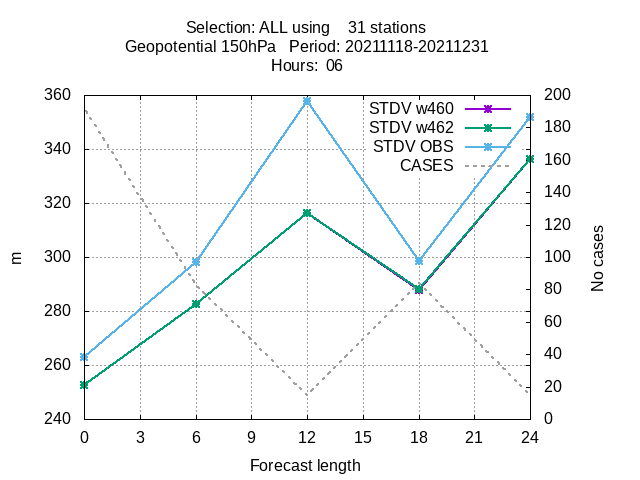 Selection: ALL using 31 stations
Geopotential 150hPa Period: 20211118-20211231
Hours: 06
360 200
STDV w460
180
STDV w462
340
STDV OBS
160
CASES
140
320
120
300 100
m
No cases
80
280
60
40
260
20
240 0
0 3 6 9 12 15 18 21 24
Forecast length